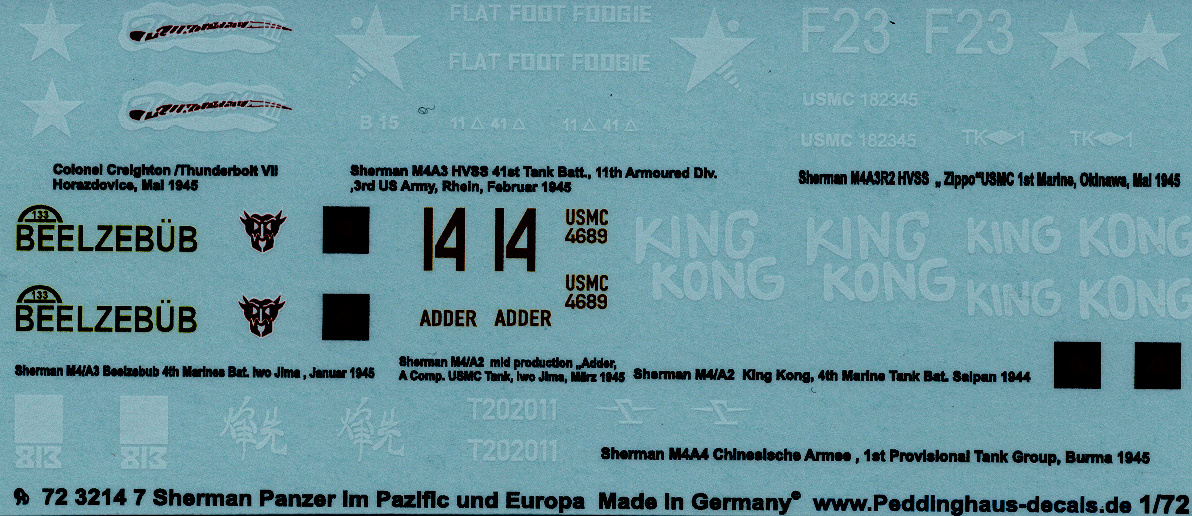 FLAT FOOT FOOGIE
F23 F23
FLAT FOOT FOOGIE
USMC 182345
B 15 11 △ 41 △ 11 △ 41 △
USMC 182345 TK 1 TK 1
Colonel Creighton /Thunderbolt VII
Horazdovice, Mai 1945
Sherman M4A3 HVSS 41st Tank Batt., 11th Armoured Div.
,3rd US Army, Rhein, Februar 1945
Sherman M4A3R2 HVSS „ Zippo“USMC 1st Marine, Okinawa, Mai 1945
133
BEELZEBÜB
14 14
USMC
4689
KING
KONG
KING
KONG
KING KONG
133
BEELZEBÜB
ADDER ADDER
USMC
4689
KING KONG
Sherman M4/A3 Beelzebub 4th Marines Bat. Iwo Jima , Januar 1945
Sherman M4/A2 mid production „Adder,
A Comp. USMC Tank, Iwo Jima, März 1945
Sherman M4/A2 King Kong, 4th Marine Tank Bat. Saipan 1944
813 813
T202011
T202011
Sherman M4A4 Chinesische Armee , 1st Provisional Tank Group, Burma 1945
72 3214 7 Sherman Panzer im Pazific und Europa Made in Germany® www.Peddinghaus-decals.de 1/72